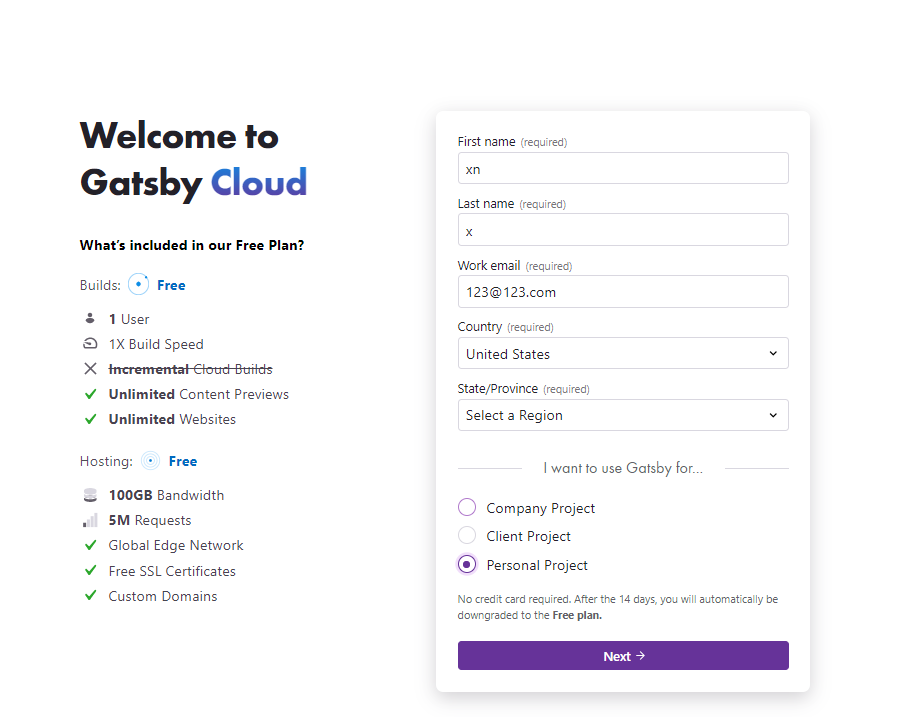 Welcome to
Gatsby Cloud
What's included in our Free Plan?
Builds: Free
1 User
1X Build Speed
Incremental Cloud Builds
Unlimited Content Previews
Unlimited Websites
Hosting: Free
100GB Bandwidth
5M Requests
Global Edge Network
Free SSL Certificates
Custom Domains
First name (required)
xn
Last name (required)
x
Work email (required)
123@123.com
Country (required)
United States
State/Province (required)
Select a Region
I want to use Gatsby for...
Company Project
Client Project
Personal Project
No credit card required. After the 14 days, you will automatically be
downgraded to the Free plan.
Next →